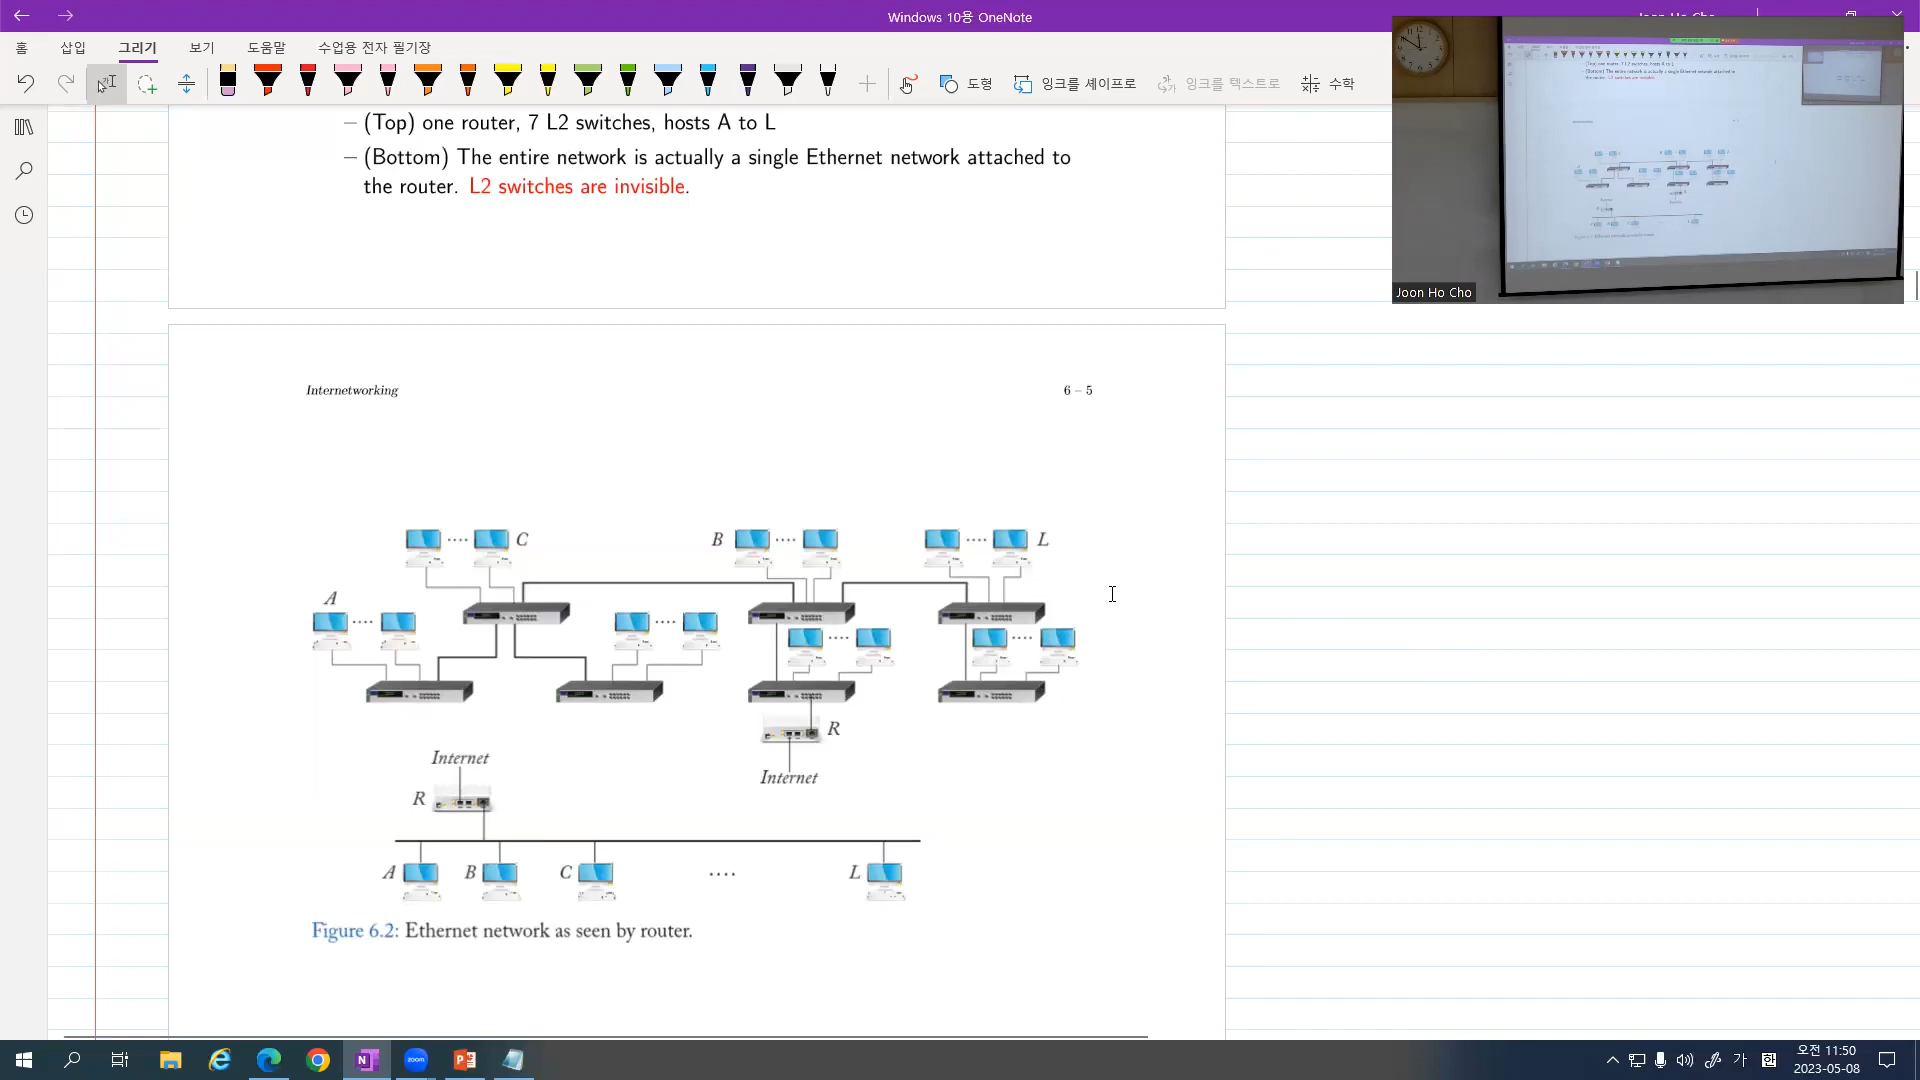 Windows 10용 OneNote
홈 삽입 그리기 보기 도움말 수업용 전자 필기장
도형 잉크를 셰이프로 잉크를 텍스트로 수학
– (Top) one router, 7 L2 switches, hosts A to L
– (Bottom) The entire network is actually a single Ethernet network attached to
the router. L2 switches are invisible.
Joon Ho Cho
Internetworking 6 – 5
C B L
A
R
Internet
Internet
R
A B C L
Figure 6.2: Ethernet network as seen by router.
zoom
가 한 오전 11:50
2023-05-08